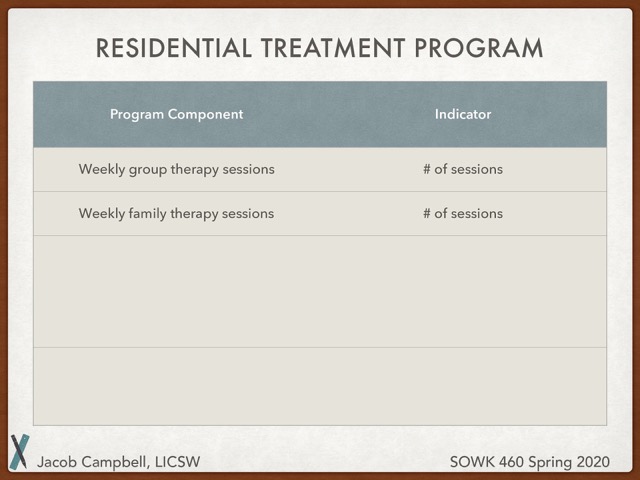 RESIDENTIAL TREATMENT PROGRAM
Program Component Indicator
Weekly group therapy sessions # of sessions
Weekly family therapy sessions # of sessions
Jacob Campbell, LICSW SOWK 460 Spring 2020